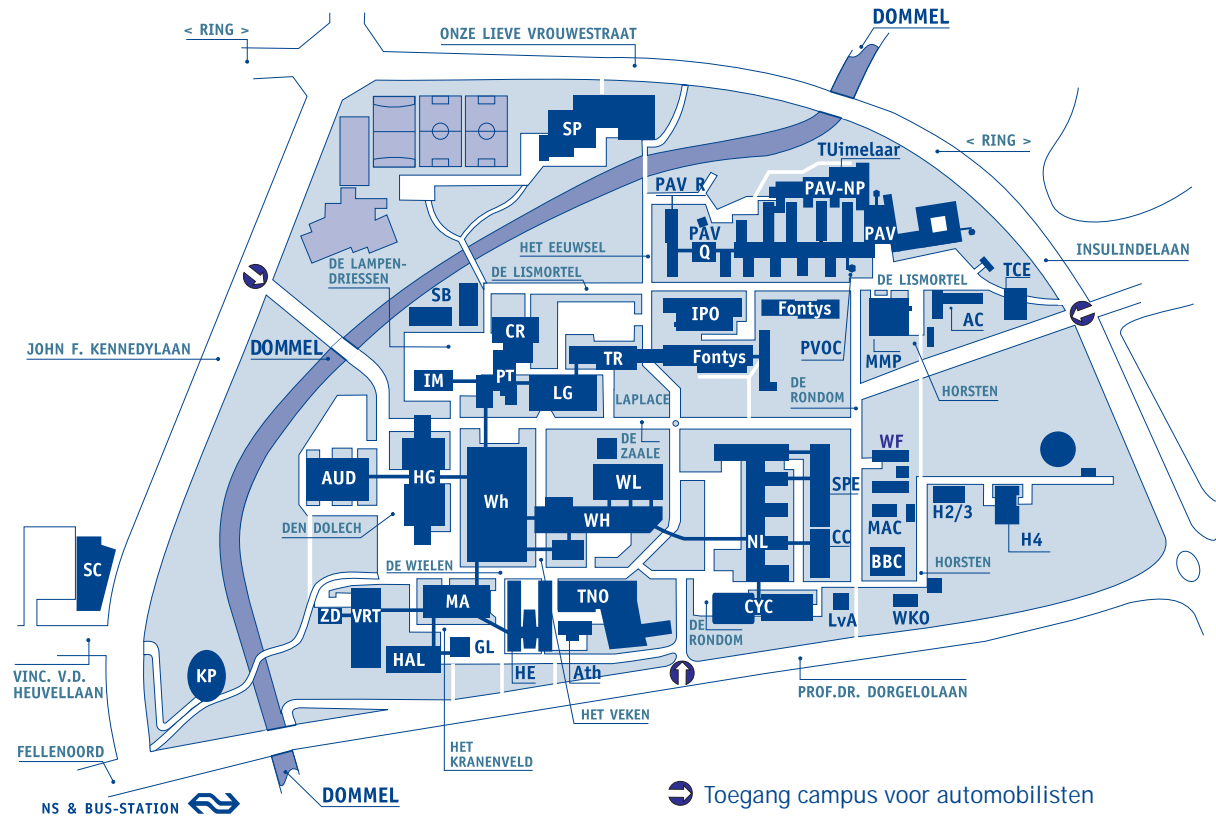 DOMMEL
< RING >
ONZE LIEVE VROUWESTRAAT
SP
< RING >
TUimelaar
PAV R
PAV-NP
PAV
Q
PAV
HET EEUWSEL
INSULINDELAAN
DE LAMPEN-
DRIESSEN
DE LISMORTEL
DE LISMORTEL
TCE
SB
IPO
Fontys
AC
CR
JOHN F. KENNEDYLAAN
DOMMEL
TR
Fontys
PVOC
MMP
PT
IM
LG
LAPLACE
DE
RONDOM
HORSTEN
DE
ZAALE
WF
AUD
HG
Wh
WL
SPE
H2/3
WH
MAC
DEN DOLECH
NL
CC
H4
BBC
SC
DE WIELEN
HORSTEN
MA
TNO
CYC
ZD
VRT
LvA
WKO
DE
RONDOM
GL
HAL
HE
Ath
KP
VINC. V.D.
HEUVELLAAN
PROF.DR. DORGELOLAAN
HET VEKEN
FELLENOORD
HET
KRANENVELD
NS & BUS-STATION
DOMMEL
Toegang campus voor automobilisten